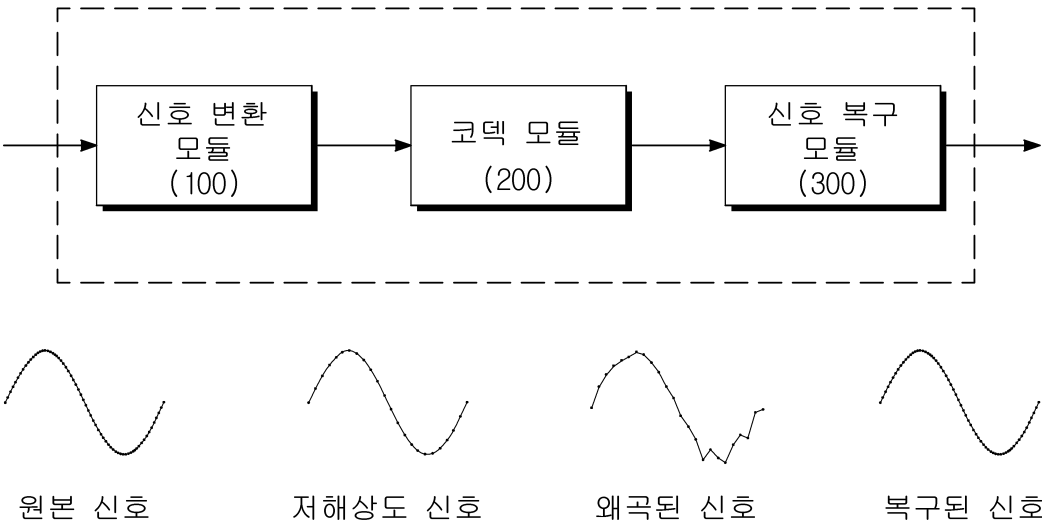 신호 변환
모듈
(100)
코덱 모듈
(200)
신호 복구
모듈
(300)
원본 신호
저해상도 신호
왜곡된 신호
복구된 신호